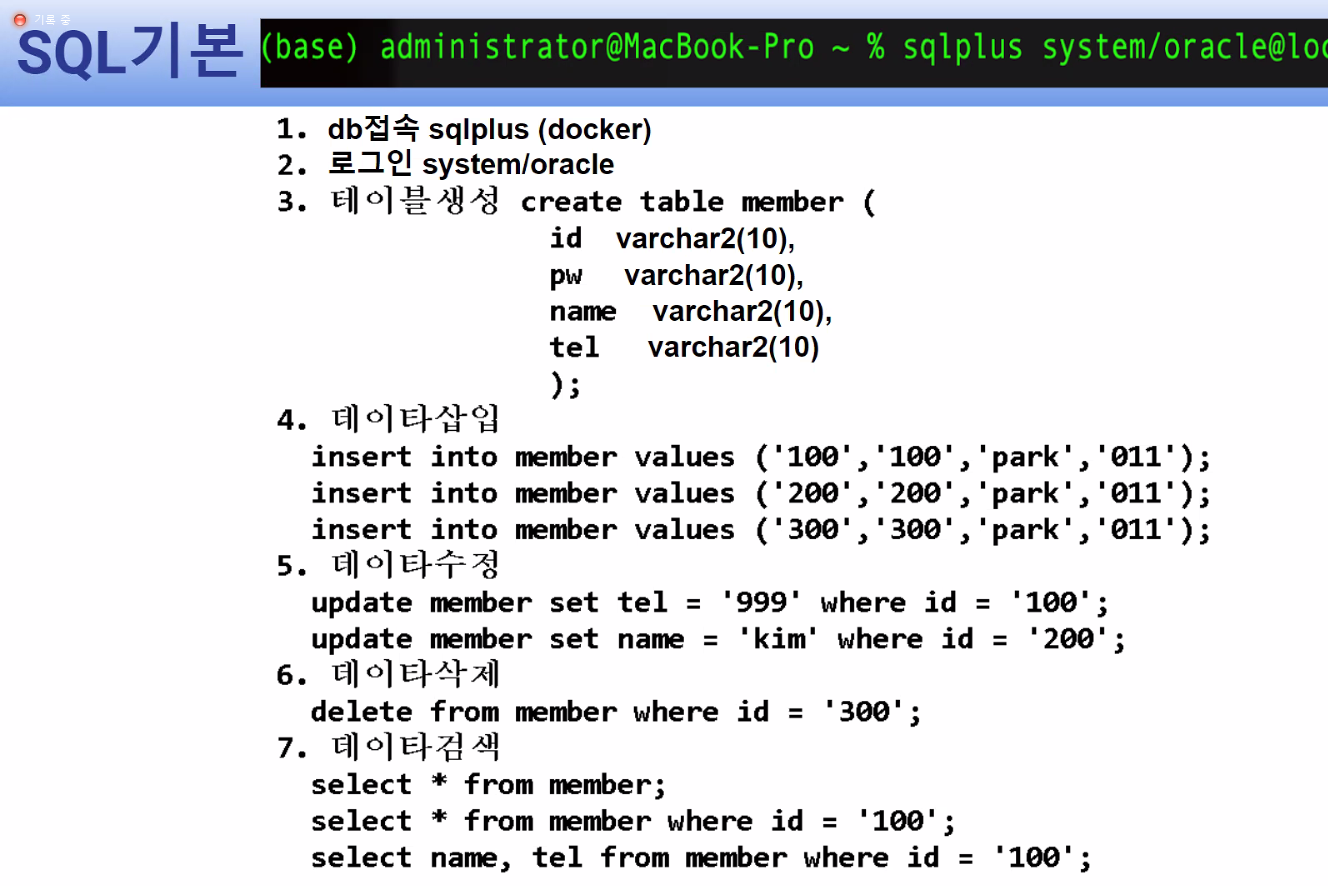 기록 중
SQL기본
(base) administrator@MacBook-Pro ~ % sqlplus system/oracle@loc
1. db접속 sqlplus (docker)
2. 로그인 system/oracle
3. 테이블생성 create table member (
id varchar2(10),
pw varchar2(10),
name varchar2(10),
tel varchar2(10)
);
4. 데이타삽입
insert into member values ('100','100','park','011');
insert into member values ('200','200','park','011');
insert into member values ('300','300','park','011');
5. 데이타수정
update member set tel = '999' where id = '100';
update member set name = 'kim' where id = '200';
6. 데이타삭제
delete from member where id = '300';
7. 데이타검색
select * from member;
select * from member where id = '100';
select name, tel from member where id = '100';